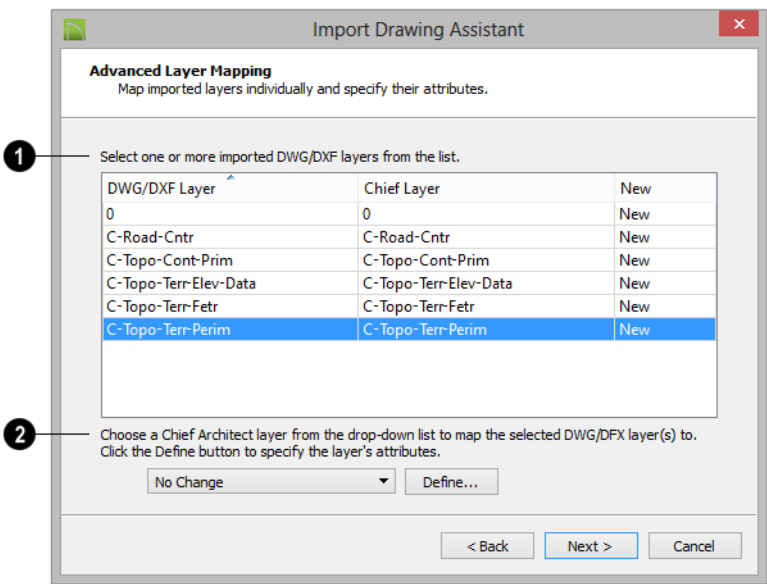 Import Drawing Assistant
Advanced Layer Mapping
Map imported layers individually and specify their attributes.
1
Select one or more imported DWG/DXF layers from the list.
DWG/DXF Layer Chief Layer New
0 0 New
C-Road-Cntr C-Road-Cntr New
C-Topo-Cont-Prim C-Topo-Cont-Prim New
C-Topo-Terr-Elev-Data C-Topo-Terr-Elev-Data New
C-Topo-Terr-Fetr C-Topo-Terr-Fetr New
C-Topo-Terr-Perim C-Topo-Terr-Perim New
2
Choose a Chief Architect layer from the drop-down list to map the selected DWG/DFX layer(s) to.
Click the Define button to specify the layer's attributes.
No Change Define...
< Back Next > Cancel